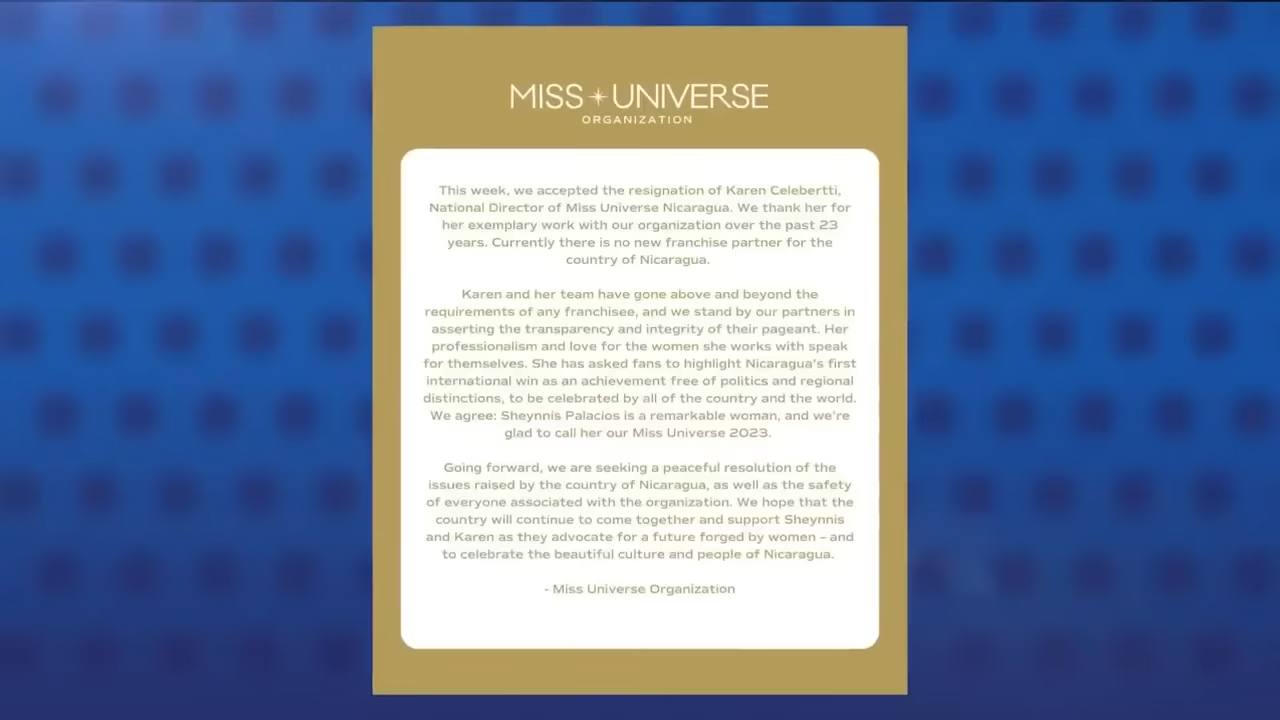 MISS UNIVERSE
ORGANIZATION
This week, we accepted the resignation of Karen Celebertti,
National Director of Miss Universe Nicaragua. We thank her for
her exemplary work with our organization over the past 23
years. Currently there is no new franchise partner for the
country of Nicaragua.
Karen and her team have gone above and beyond the
requirements of any franchisee, and we stand by our partners in
asserting the transparency and integrity of their pageant. Her
professionalism and love for the women she works with speak
for themselves. She has asked fans to highlight Nicaragua's first
international win as an achievement free of politics and regional
distinctions, to be celebrated by all of the country and the world.
We agree: Sheynnis Palacios is a remarkable woman, and we're
glad to call her our Miss Universe 2023.
Going forward, we are seeking a peaceful resolution of the
issues raised by the country of Nicaragua, as well as the safety
of everyone associated with the organization. We hope that the
country will continue to come together and support Sheynnis
and Karen as they advocate for a future forged by women – and
to celebrate the beautiful culture and people of Nicaragua.
- Miss Universe Organization